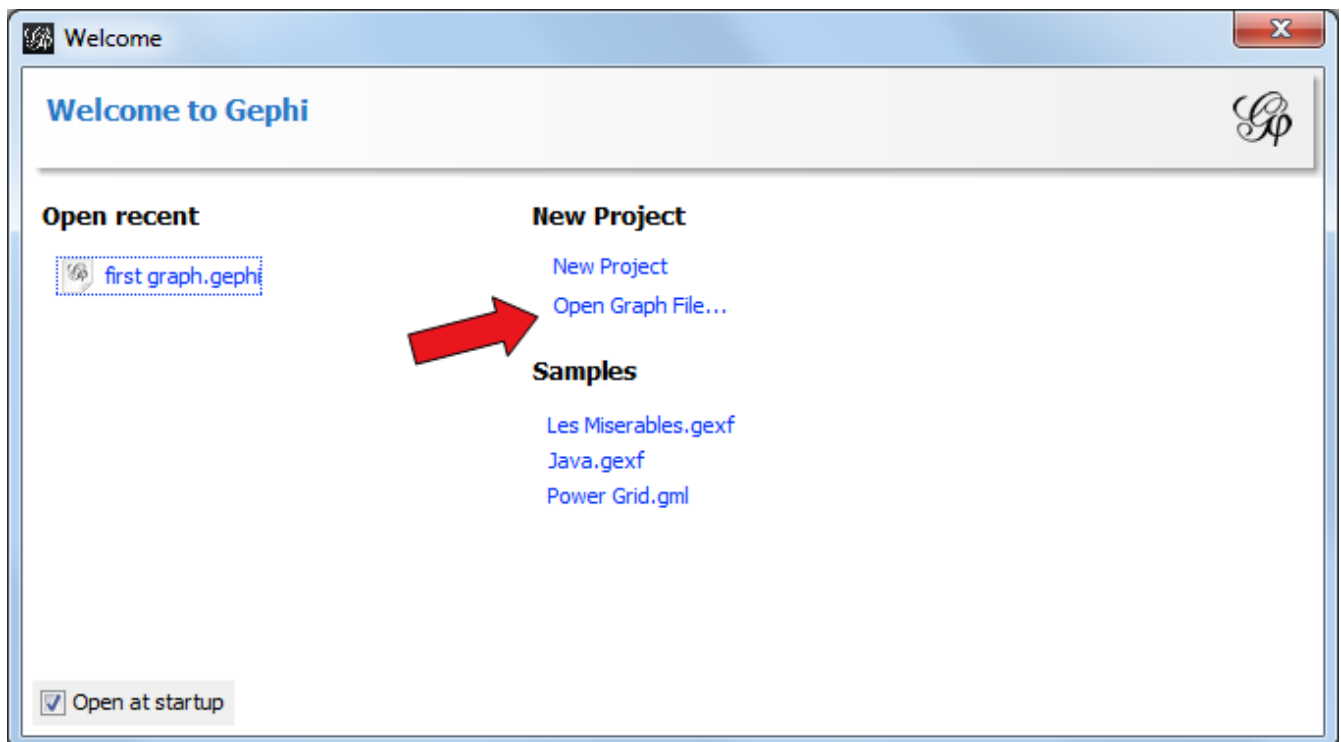 Welcome
Welcome to Gephi
Open recent
first graph.gephi
New Project
New Project
Open Graph File...
Samples
Les Miserables.gexf
Java.gexf
Power Grid.gml
Open at startup